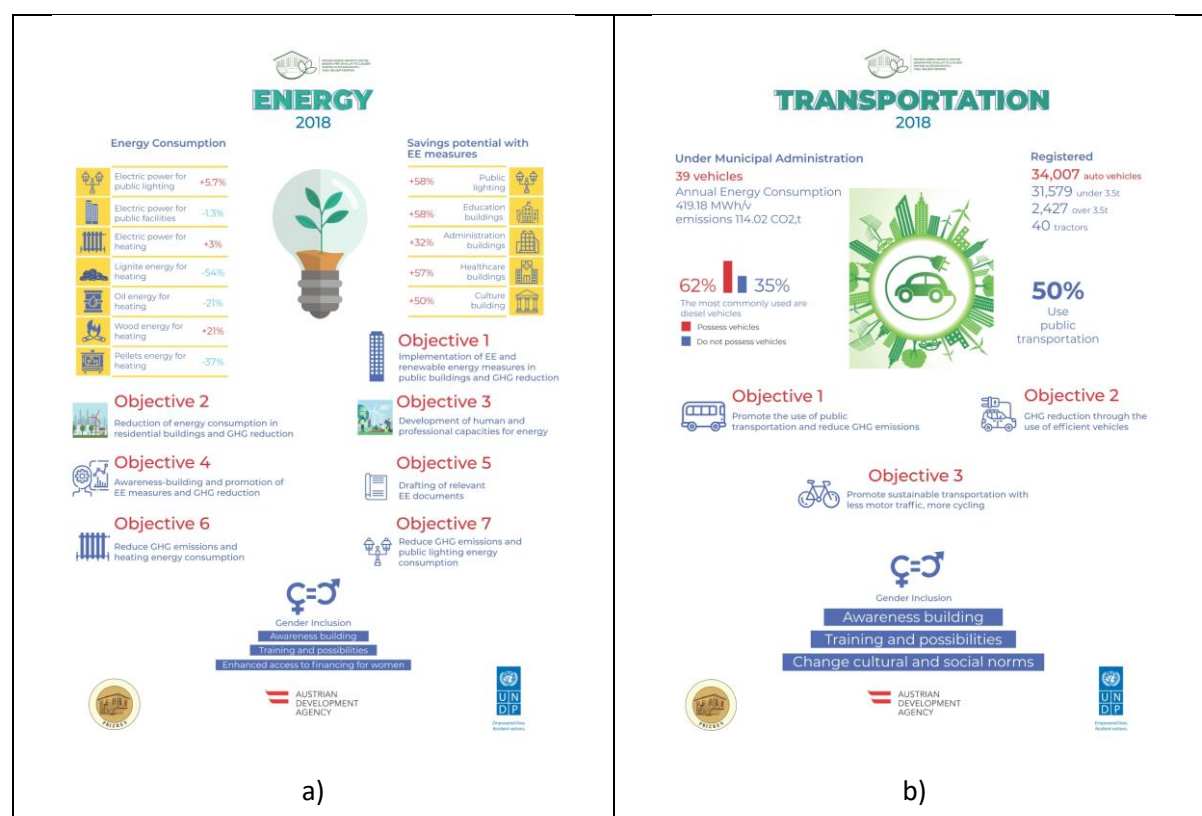 ENERGY
2018
Energy Consumption
Electric power for
public lighting
+5.7%
Electric power for
public facilities
-1.3%
Electric power for
heating
+3%
Lignite energy for
heating
-54%
Oil energy for
heating
-21%
Wood energy for
heating
+21%
Pellets energy for
heating
-37%
Savings potential with
EE measures
+58%
Public
lighting
+58%
Education
buildings
+32%
Administration
buildings
+57%
Healthcare
buildings
+50%
Culture
building
Objective 1
Implementation of EE and
renewable energy measures in
public buildings and GHG reduction
Objective 2
Reduction of energy consumption in
residential buildings and GHG reduction
Objective 3
Development of human and
professional capacities for energy
Objective 4
Awareness-building and promotion of
EE measures and GHG reduction
Objective 5
Drafting of relevant
EE documents
Objective 6
Reduce GHG emissions and
heating energy consumption
Objective 7
Reduce GHG emissions and
public lighting energy
consumption
Gender Inclusion
Awareness building
Training and possibilities
Enhanced access to financing for women
PRIZREN
AUSTRIAN
DEVELOPMENT
AGENCY
U N
D P
Empowered lives.
Resilient nations.
a)
TRANSPORTATION
2018
Under Municipal Administration
39 vehicles
Annual Energy Consumption
419.18 MWh/v
emissions 114.02 CO2,t
Registered
34,007 auto vehicles
31,579 under 3.5t
2,427 over 3.5t
40 tractors
62% 35%
The most commonly used are
diesel vehicles
Possess vehicles
Do not possess vehicles
50%
Use
public
transportation
Objective 1
Promote the use of public
transportation and reduce GHG emissions
Objective 2
GHG reduction through the
use of efficient vehicles
Objective 3
Promote sustainable transportation with
less motor traffic, more cycling
Gender Inclusion
Awareness building
Training and possibilities
Change cultural and social norms
PRIZREN
AUSTRIAN
DEVELOPMENT
AGENCY
U N
D P
Empowered lives.
Resilient nations.
b)